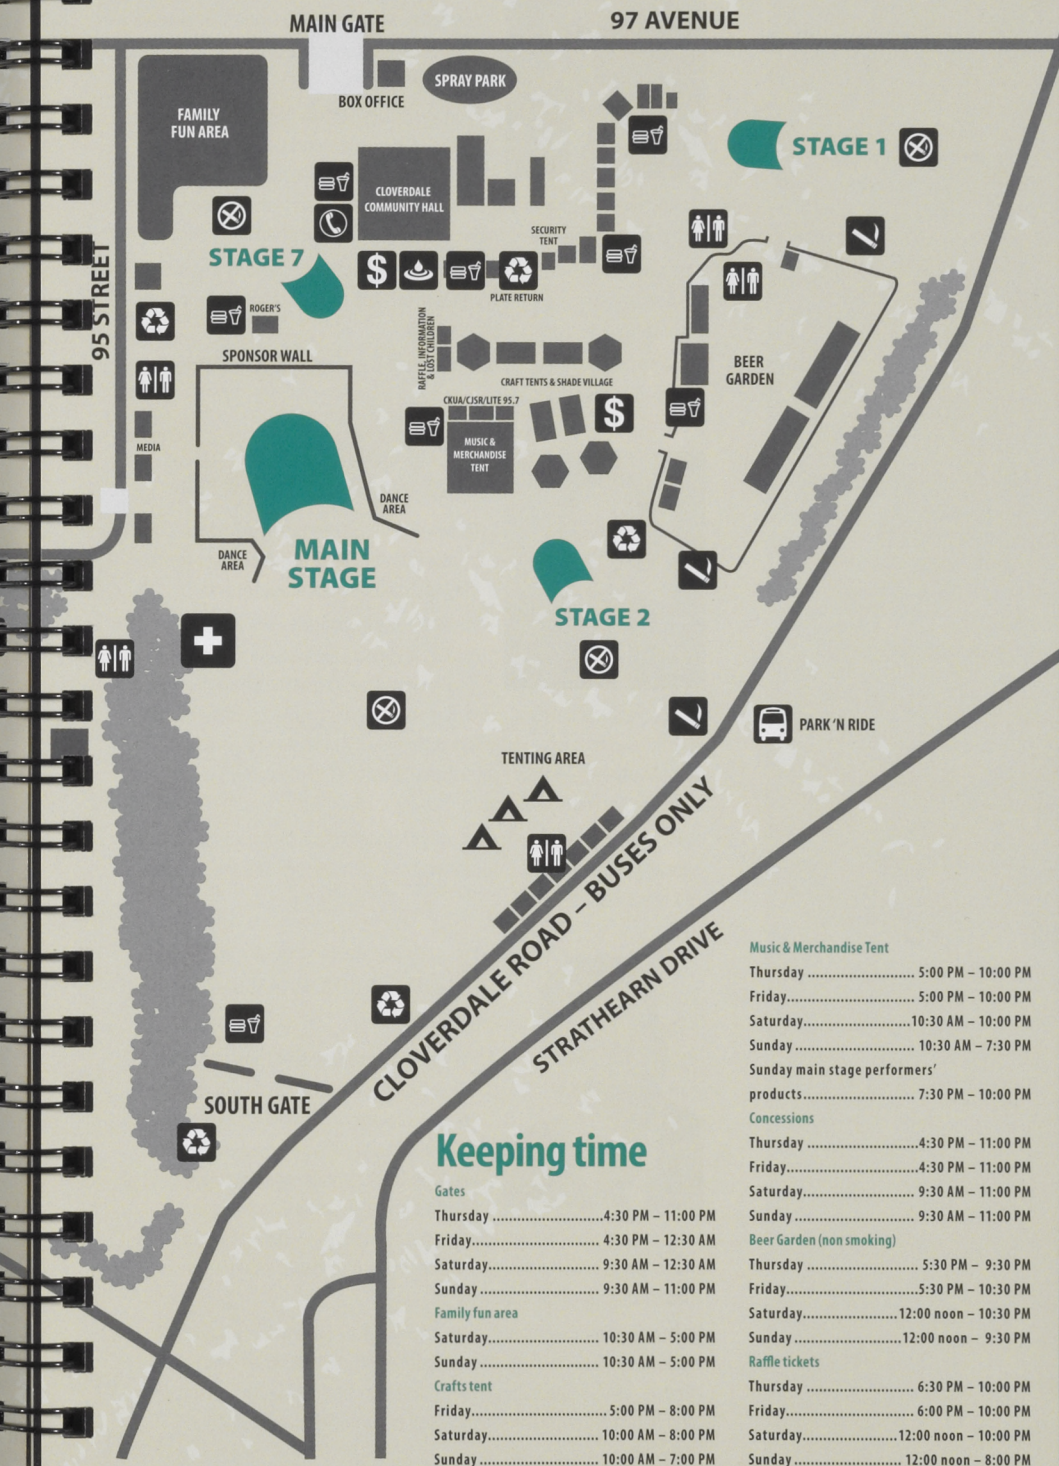 MAIN GATE
97 AVENUE
BOX OFFICE
SPRAY PARK
FAMILY
FUN AREA
STAGE 1
CLOVERDALE
COMMUNITY HALL
SECURITY
TENT
STAGE 7
$
PLATE RETURN
95 STREET
ROGER'S
SPONSOR WALL
RAFFLE, INFORMATION
& LOST CHILDREN
CRAFT TENTS & SHADE VILLAGE
BEER
GARDEN
CKUA/CJSR/LITE 95.7
$
MUSIC &
MERCHANDISE
TENT
MEDIA
DANCE
AREA
DANCE
AREA
MAIN
STAGE
STAGE 2
PARK 'N RIDE
TENTING AREA
CLOVERDALE ROAD – BUSES ONLY
STRATHEARN DRIVE
SOUTH GATE
Keeping time
Gates
Thursday ........................4:30 PM – 11:00 PM
Friday............................ 4:30 PM – 12:30 AM
Saturday........................ 9:30 AM – 12:30 AM
Sunday .......................... 9:30 AM – 11:00 PM
Family fun area
Saturday........................ 10:30 AM – 5:00 PM
Sunday .......................... 10:30 AM – 5:00 PM
Crafts tent
Friday.............................. 5:00 PM – 8:00 PM
Saturday........................ 10:00 AM – 8:00 PM
Sunday .......................... 10:00 AM – 7:00 PM
Music & Merchandise Tent
Thursday ........................ 5:00 PM – 10:00 PM
Friday............................ 5:00 PM – 10:00 PM
Saturday........................10:30 AM – 10:00 PM
Sunday .......................... 10:30 AM – 7:30 PM
Sunday main stage performers'
products........................ 7:30 PM – 10:00 PM
Concessions
Thursday ........................4:30 PM – 11:00 PM
Friday.............................4:30 PM – 11:00 PM
Saturday......................... 9:30 AM – 11:00 PM
Sunday .......................... 9:30 AM – 11:00 PM
Beer Garden (non smoking)
Thursday .......................... 5:30 PM – 9:30 PM
Friday.............................5:30 PM – 10:30 PM
Saturday.....................12:00 noon – 10:30 PM
Sunday .......................12:00 noon – 9:30 PM
Raffle tickets
Thursday ........................ 6:30 PM – 10:00 PM
Friday............................ 6:00 PM – 10:00 PM
Saturday.....................12:00 noon – 10:00 PM
Sunday ....................... 12:00 noon – 8:00 PM